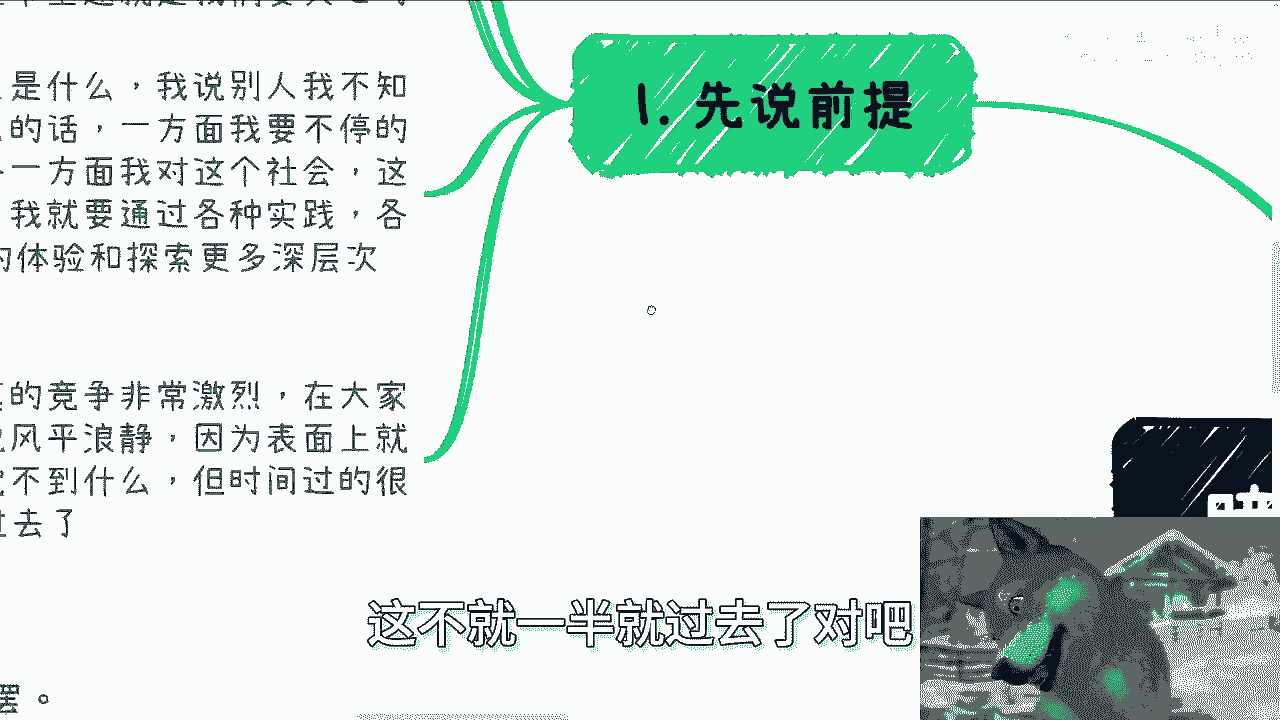 1. 先说前提
是什么，我说别人我不知
的话，一方面我要不停的
一方面我对这个社会，这
我就要通过各种实践，各
的体验和探索更多深层次
的竞争非常激烈，在大家
风平浪静，因为表面上就
不到什么，但时间过的很
过去了
罢。
这不就一半就过去了对吧